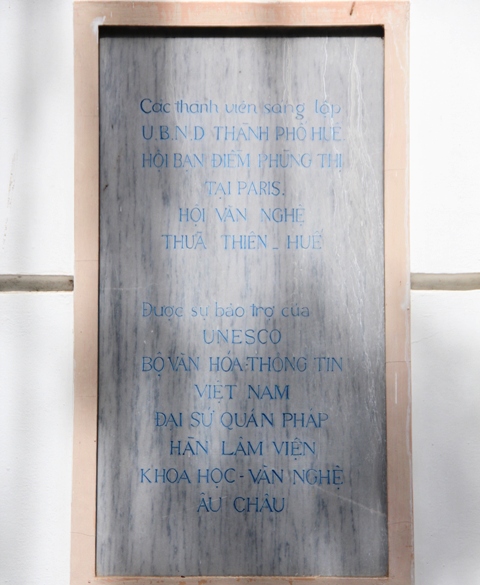 Các thành viên sáng lập
U.B.N.D THÀNH PHỐ HUẾ
HỘI BẠN ĐIỀM PHÙNG THỊ
TẠI PARIS.
HỘI VĂN NGHỆ
THỪA THIÊN - HUẾ
Được sự bảo trợ của
UNESCO
BỘ VĂN HÓA-THÔNG TIN
VIỆT NAM
ĐẠI SỨ QUÁN PHÁP
HÀN LÂM VIỆN
KHOA HỌC - VĂN NGHỆ
ÂU CHÂU